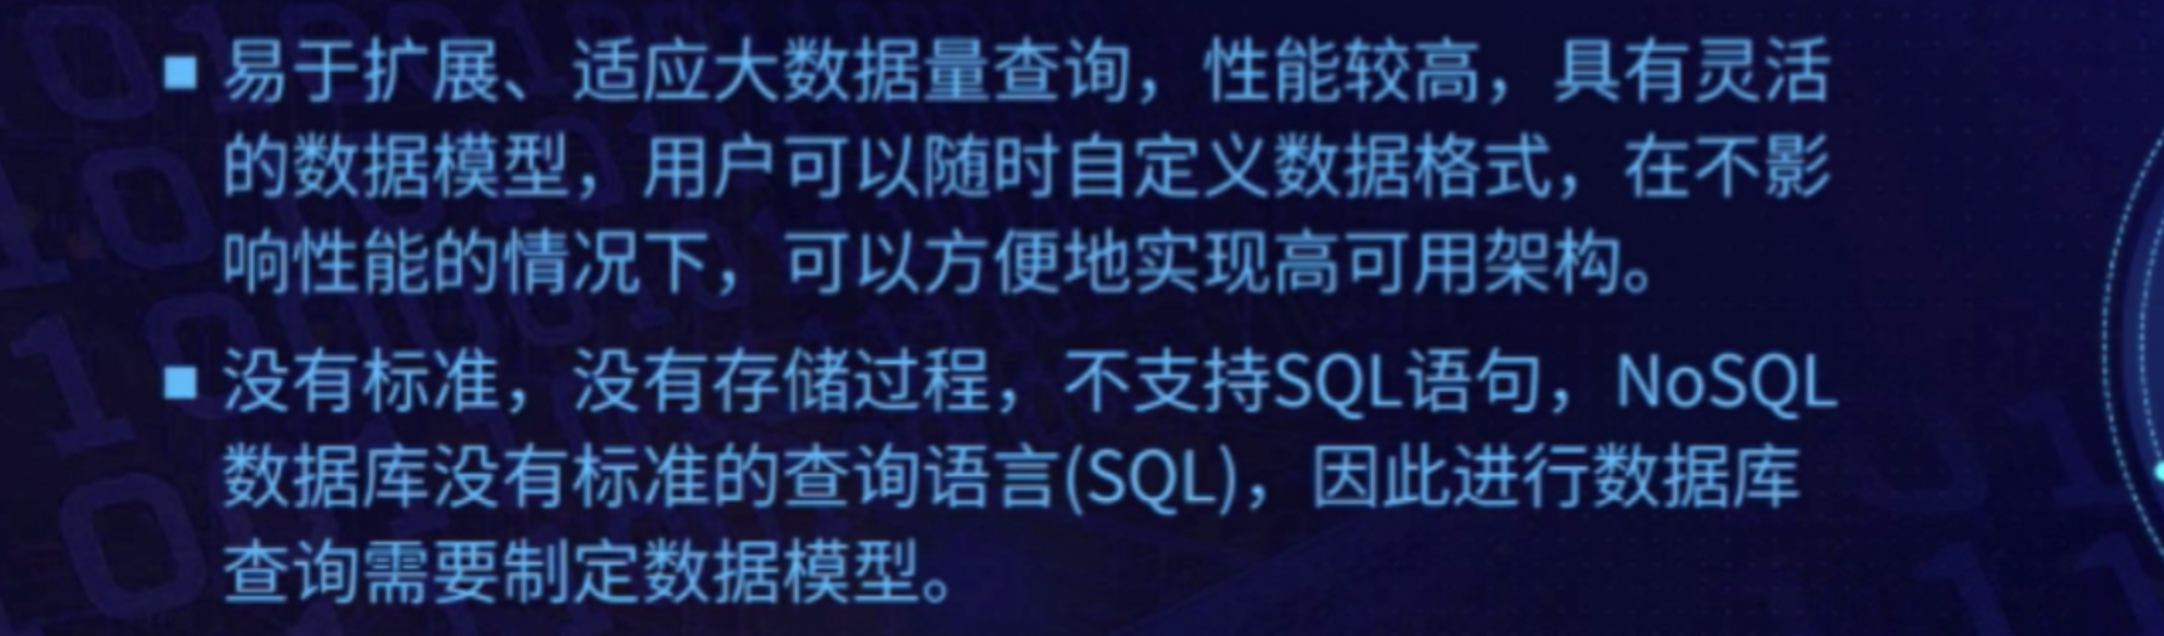 ■ 易于扩展、适应大数据量查询，性能较高，具有灵活
的数据模型，用户可以随时自定义数据格式，在不影
响性能的情况下，可以方便地实现高可用架构。
■ 没有标准，没有存储过程，不支持SQL语句，NoSQL
数据库没有标准的查询语言(SQL)，因此进行数据库
查询需要制定数据模型。